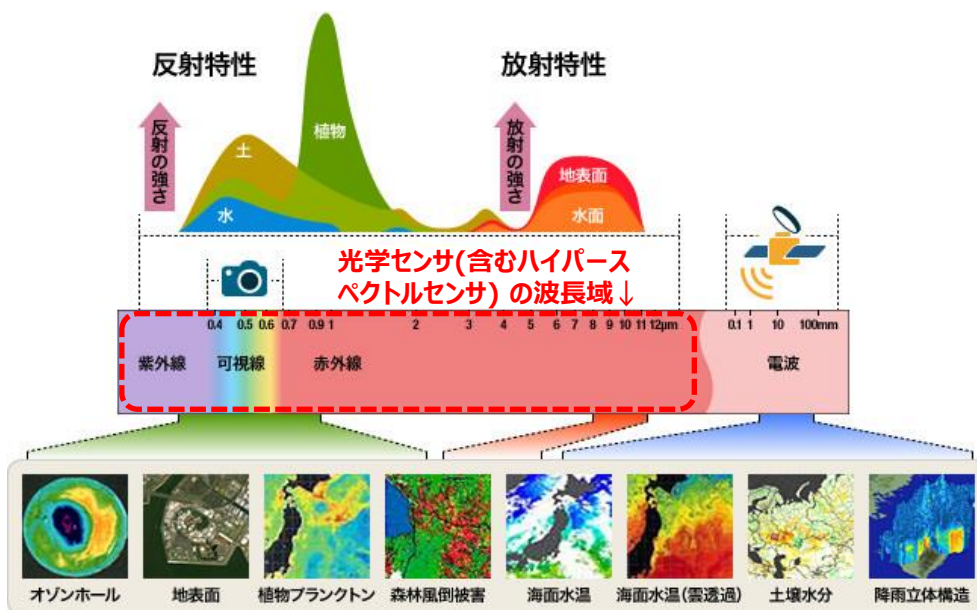 反射特性
放射特性
反射の強さ
植物
土
水
放射の強さ
地表面
水面
光学センサ(含むハイパース
ペクトルセンサ) の波長域↓
0.4 0.5 0.6 0.7 0.9 1 2 3 4 5 6 7 8 9 10 11 12μm 0.1 1 10 100mm
紫外線 可視線 赤外線 電波
オゾンホール 地表面 植物プランクトン 森林風倒被害 海面水温 海面水温(雲透過) 土壌水分 降雨立体構造